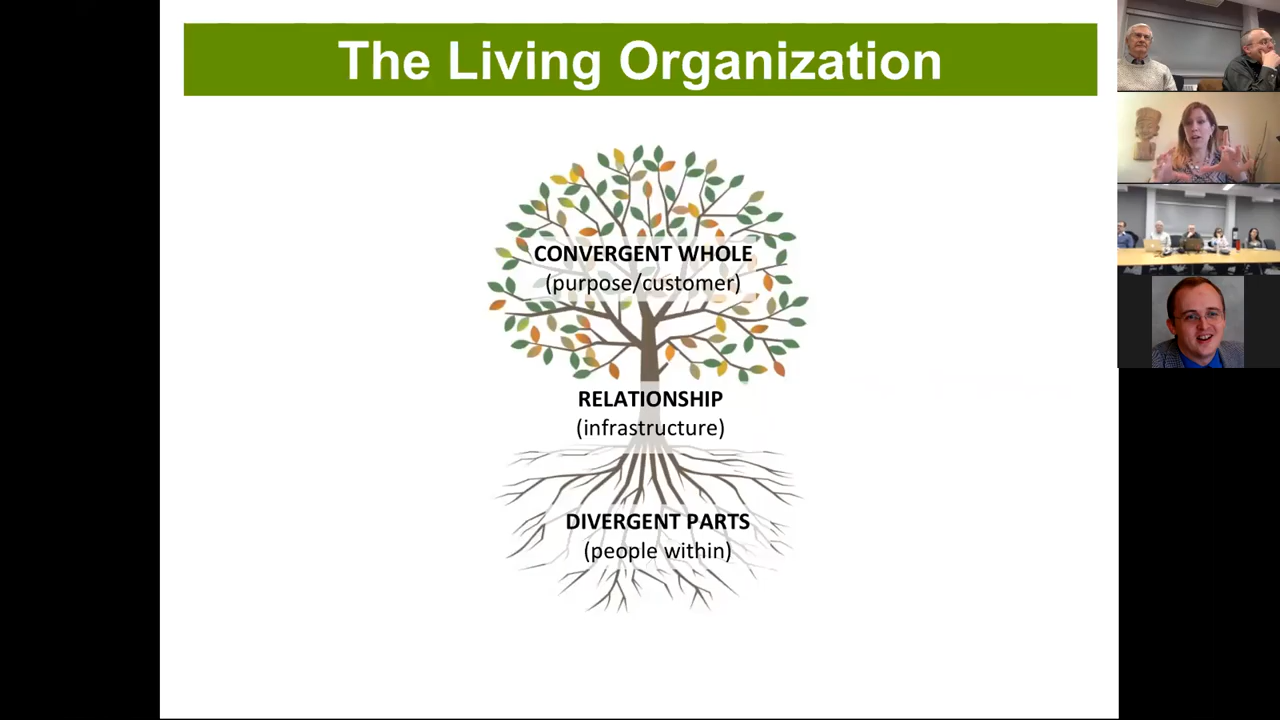 The Living Organization
CONVERGENT WHOLE
(purpose/customer)
RELATIONSHIP
(infrastructure)
DIVERGENT PARTS
(people within)